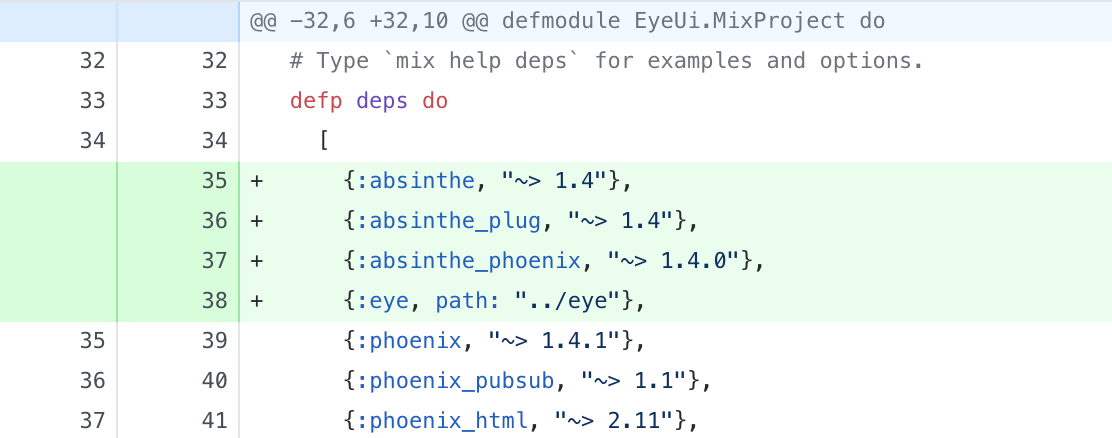 @@ -32,6 +32,10 @@ defmodule EyeUi.MixProject do
32 32 # Type `mix help deps` for examples and options.
33 33 defp deps do
34 34 [
35 + {:absinthe, "~> 1.4"},
36 + {:absinthe_plug, "~> 1.4"},
37 + {:absinthe_phoenix, "~> 1.4.0"},
38 + {:eye, path: "../eye"},
35 39 {:phoenix, "~> 1.4.1"},
36 40 {:phoenix_pubsub, "~> 1.1"},
37 41 {:phoenix_html, "~> 2.11"},